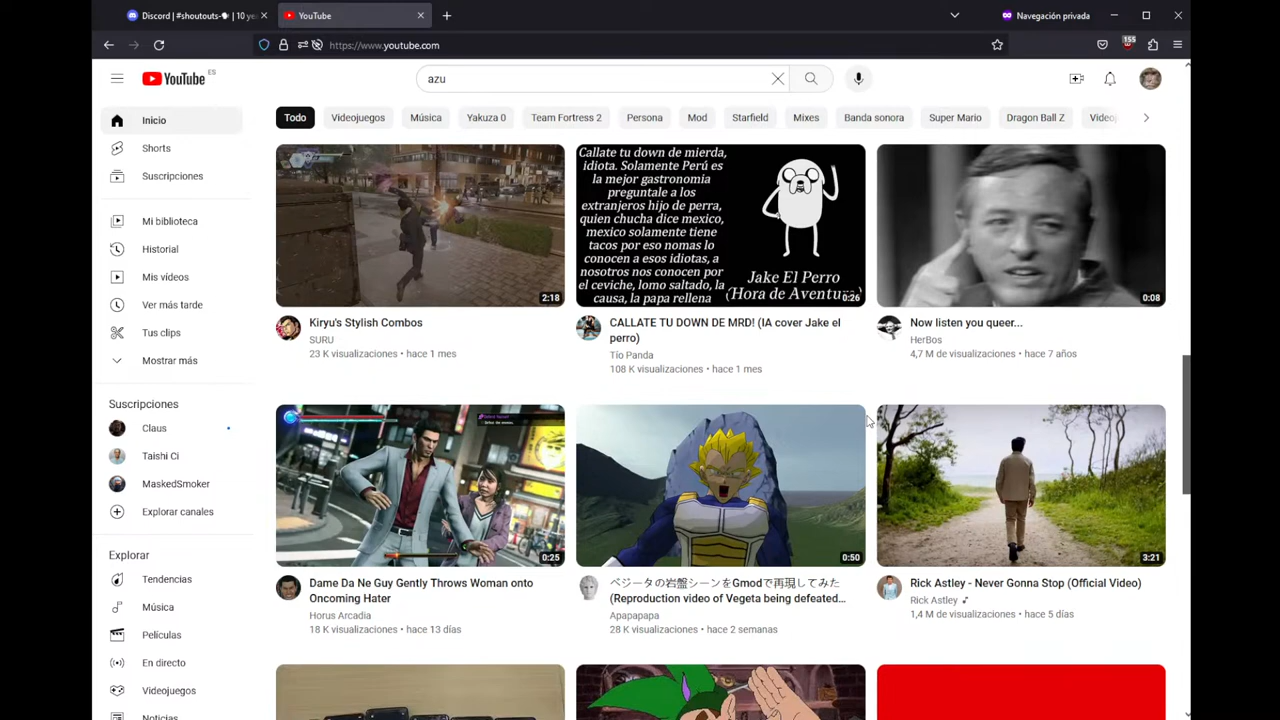 Discord | #shoutouts-🗣 | 10 ye
YouTube
Navegación privada
https://www.youtube.com
155
YouTube ES
azu
Inicio
Shorts
Suscripciones
Mi biblioteca
Historial
Mis vídeos
Ver más tarde
Tus clips
Mostrar más
Suscripciones
Claus
Taishi Ci
MaskedSmoker
Explorar canales
Explorar
Tendencias
Música
Películas
En directo
Videojuegos
Noticias
Todo
Videojuegos
Música
Yakuza 0
Team Fortress 2
Persona
Mod
Starfield
Mixes
Banda sonora
Super Mario
Dragon Ball Z
Videoj
2:18
Kiryu's Stylish Combos
SURU
23 K visualizaciones • hace 1 mes
Callate tu down de mierda,
idiota. Solamente Perú es
la mejor gastronomia
preguntale a los
extranjeros hijo de perra,
quien chucha dice mexico,
mexico solamente tiene
tacos por eso nomas lo
conocen a esos idiotas, a
nosotros nos conocen por
el ceviche, lomo saltado, la
causa, la papa rellena
Jake El Perro
(Hora de Aventur
0:26
CALLATE TU DOWN DE MRD! (IA cover Jake el
perro)
Tío Panda
108 K visualizaciones • hace 1 mes
0:08
Now listen you queer...
HerBos
4,7 M de visualizaciones • hace 7 años
0:25
Dame Da Ne Guy Gently Throws Woman onto
Oncoming Hater
Horus Arcadia
18 K visualizaciones • hace 13 días
0:50
ベジータの岩盤シーンをGmodで再現してみた
(Reproduction video of Vegeta being defeated...
Apapapapa
28 K visualizaciones • hace 2 semanas
3:21
Rick Astley - Never Gonna Stop (Official Video)
Rick Astley
1,4 M de visualizaciones • hace 5 días